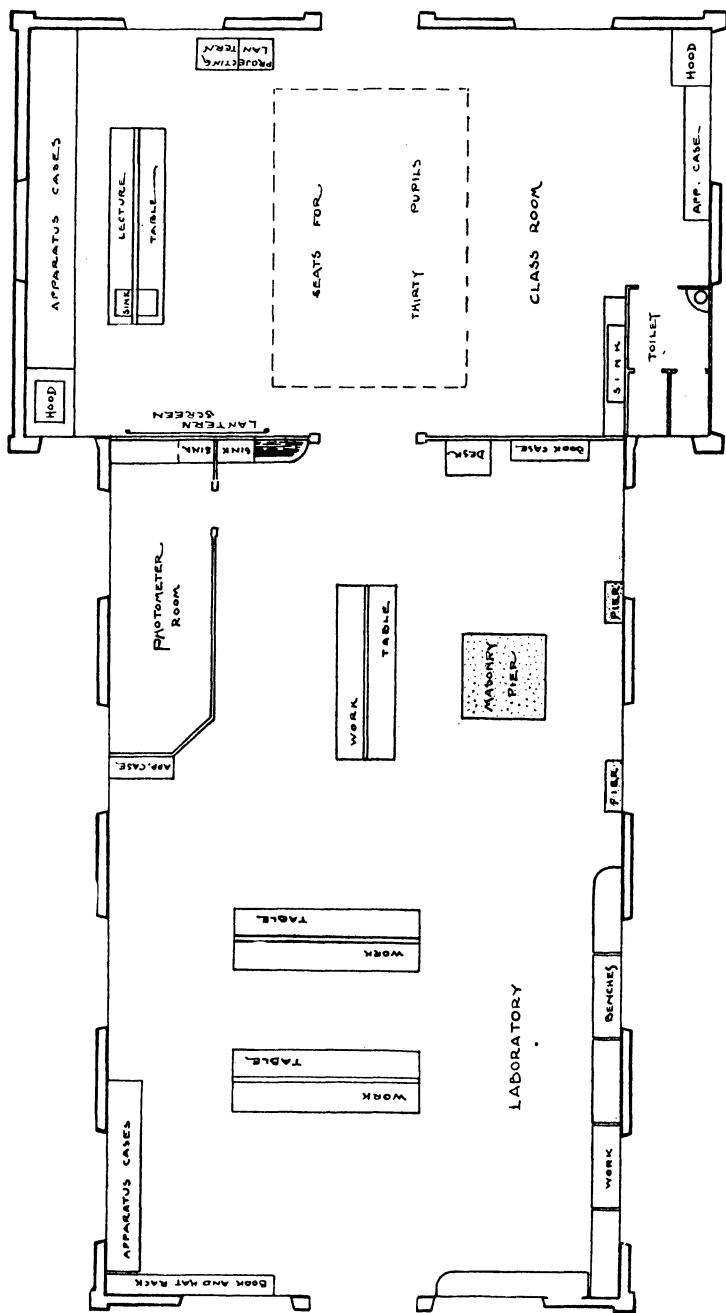 PROJECTING
LANTERN
APPARATUS CASES
LECTURE
TABLE
SINK
HOOD
SEATS FOR
THIRTY PUPILS
CLASS ROOM
HOOD
APP. CASE
TOILET
SINK
LANTERN
SCREEN
SINK
SINK
DESK
BOOK CASE
PHOTOMETER
ROOM
APP. CASE
WORK
TABLE
MASONRY
PIER
PIER
PIER
TABLE
WORK
TABLE
WORK
LABORATORY
BENCHES
WORK
APPARATUS CASES
BOOK AND HAT RACK